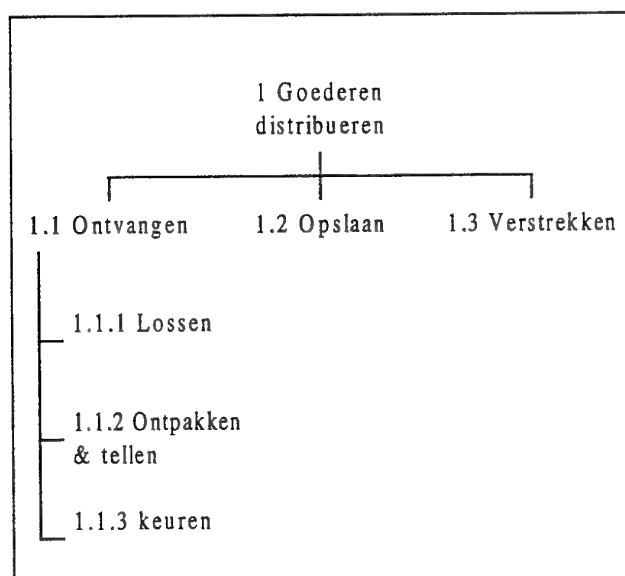 1 Goederen
distribueren
1.1 Ontvangen
1.2 Opslaan
1.3 Verstrekken
1.1.1 Lossen
1.1.2 Ontpakken
& tellen
1.1.3 keuren